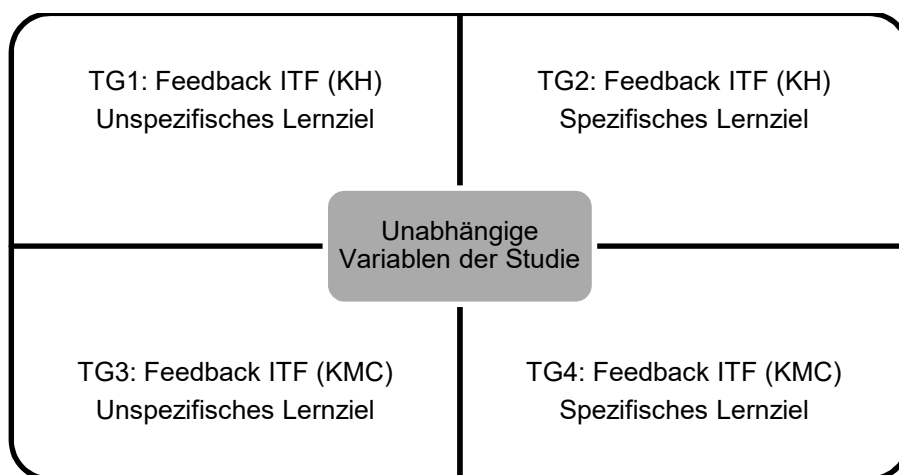 TG1: Feedback ITF (KH)
Unspezifisches Lernziel
TG2: Feedback ITF (KH)
Spezifisches Lernziel
Unabhängige
Variablen der Studie
TG3: Feedback ITF (KMC)
Unspezifisches Lernziel
TG4: Feedback ITF (KMC)
Spezifisches Lernziel